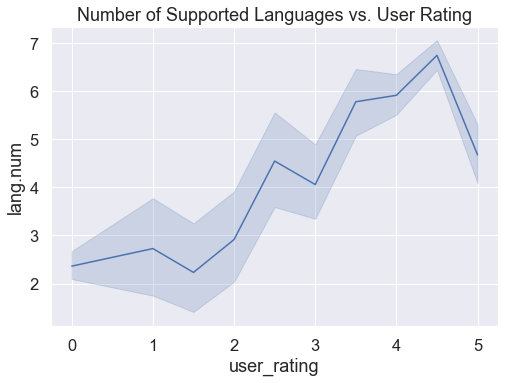 Number of Supported Languages vs. User Rating
7
6
5
4
3
2
lang.num
0 1 2 3 4 5
user_rating